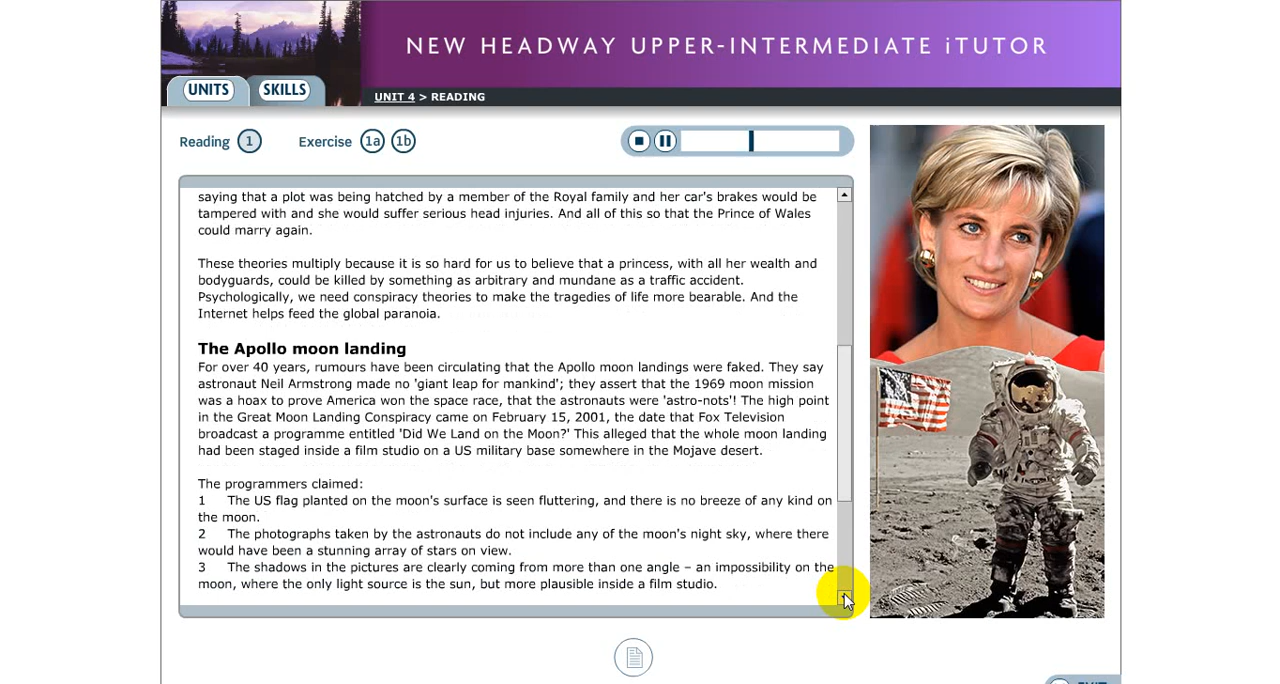 NEW HEADWAY UPPER-INTERMEDIATE iTUTOR
UNITS
SKILLS
UNIT 4 > READING
Reading 1 Exercise 1a 1b
saying that a plot was being hatched by a member of the Royal family and her car's brakes would be
tampered with and she would suffer serious head injuries. And all of this so that the Prince of Wales
could marry again.
These theories multiply because it is so hard for us to believe that a princess, with all her wealth and
bodyguards, could be killed by something as arbitrary and mundane as a traffic accident.
Psychologically, we need conspiracy theories to make the tragedies of life more bearable. And the
Internet helps feed the global paranoia.
The Apollo moon landing
For over 40 years, rumours have been circulating that the Apollo moon landings were faked. They say
astronaut Neil Armstrong made no 'giant leap for mankind'; they assert that the 1969 moon mission
was a hoax to prove America won the space race, that the astronauts were 'astro-nots'! The high point
in the Great Moon Landing Conspiracy came on February 15, 2001, the date that Fox Television
broadcast a programme entitled 'Did We Land on the Moon?' This alleged that the whole moon landing
had been staged inside a film studio on a US military base somewhere in the Mojave desert.
The programmers claimed:
1 The US flag planted on the moon's surface is seen fluttering, and there is no breeze of any kind on
the moon.
2 The photographs taken by the astronauts do not include any of the moon's night sky, where there
would have been a stunning array of stars on view.
3 The shadows in the pictures are clearly coming from more than one angle – an impossibility on the
moon, where the only light source is the sun, but more plausible inside a film studio.